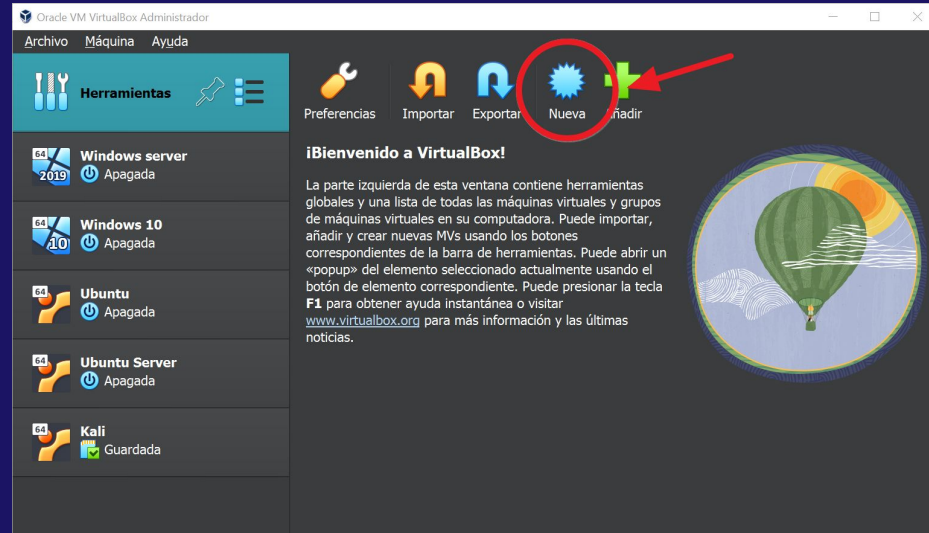 Oracle VM VirtualBox Administrador
Archivo Máquina Ayuda
Herramientas
Preferencias Importar Exportar Nueva Añadir
64
2019
Windows server
Apagada
64
10
Windows 10
Apagada
64
Ubuntu
Apagada
64
Ubuntu Server
Apagada
64
Kali
Guardada
¡Bienvenido a VirtualBox!
La parte izquierda de esta ventana contiene herramientas
globales y una lista de todas las máquinas virtuales y grupos
de máquinas virtuales en su computadora. Puede importar,
añadir y crear nuevas MVs usando los botones
correspondientes de la barra de herramientas. Puede abrir un
«popup» del elemento seleccionado actualmente usando el
botón de elemento correspondiente. Puede presionar la tecla
F1 para obtener ayuda instantánea o visitar
www.virtualbox.org para más información y las últimas
noticias.